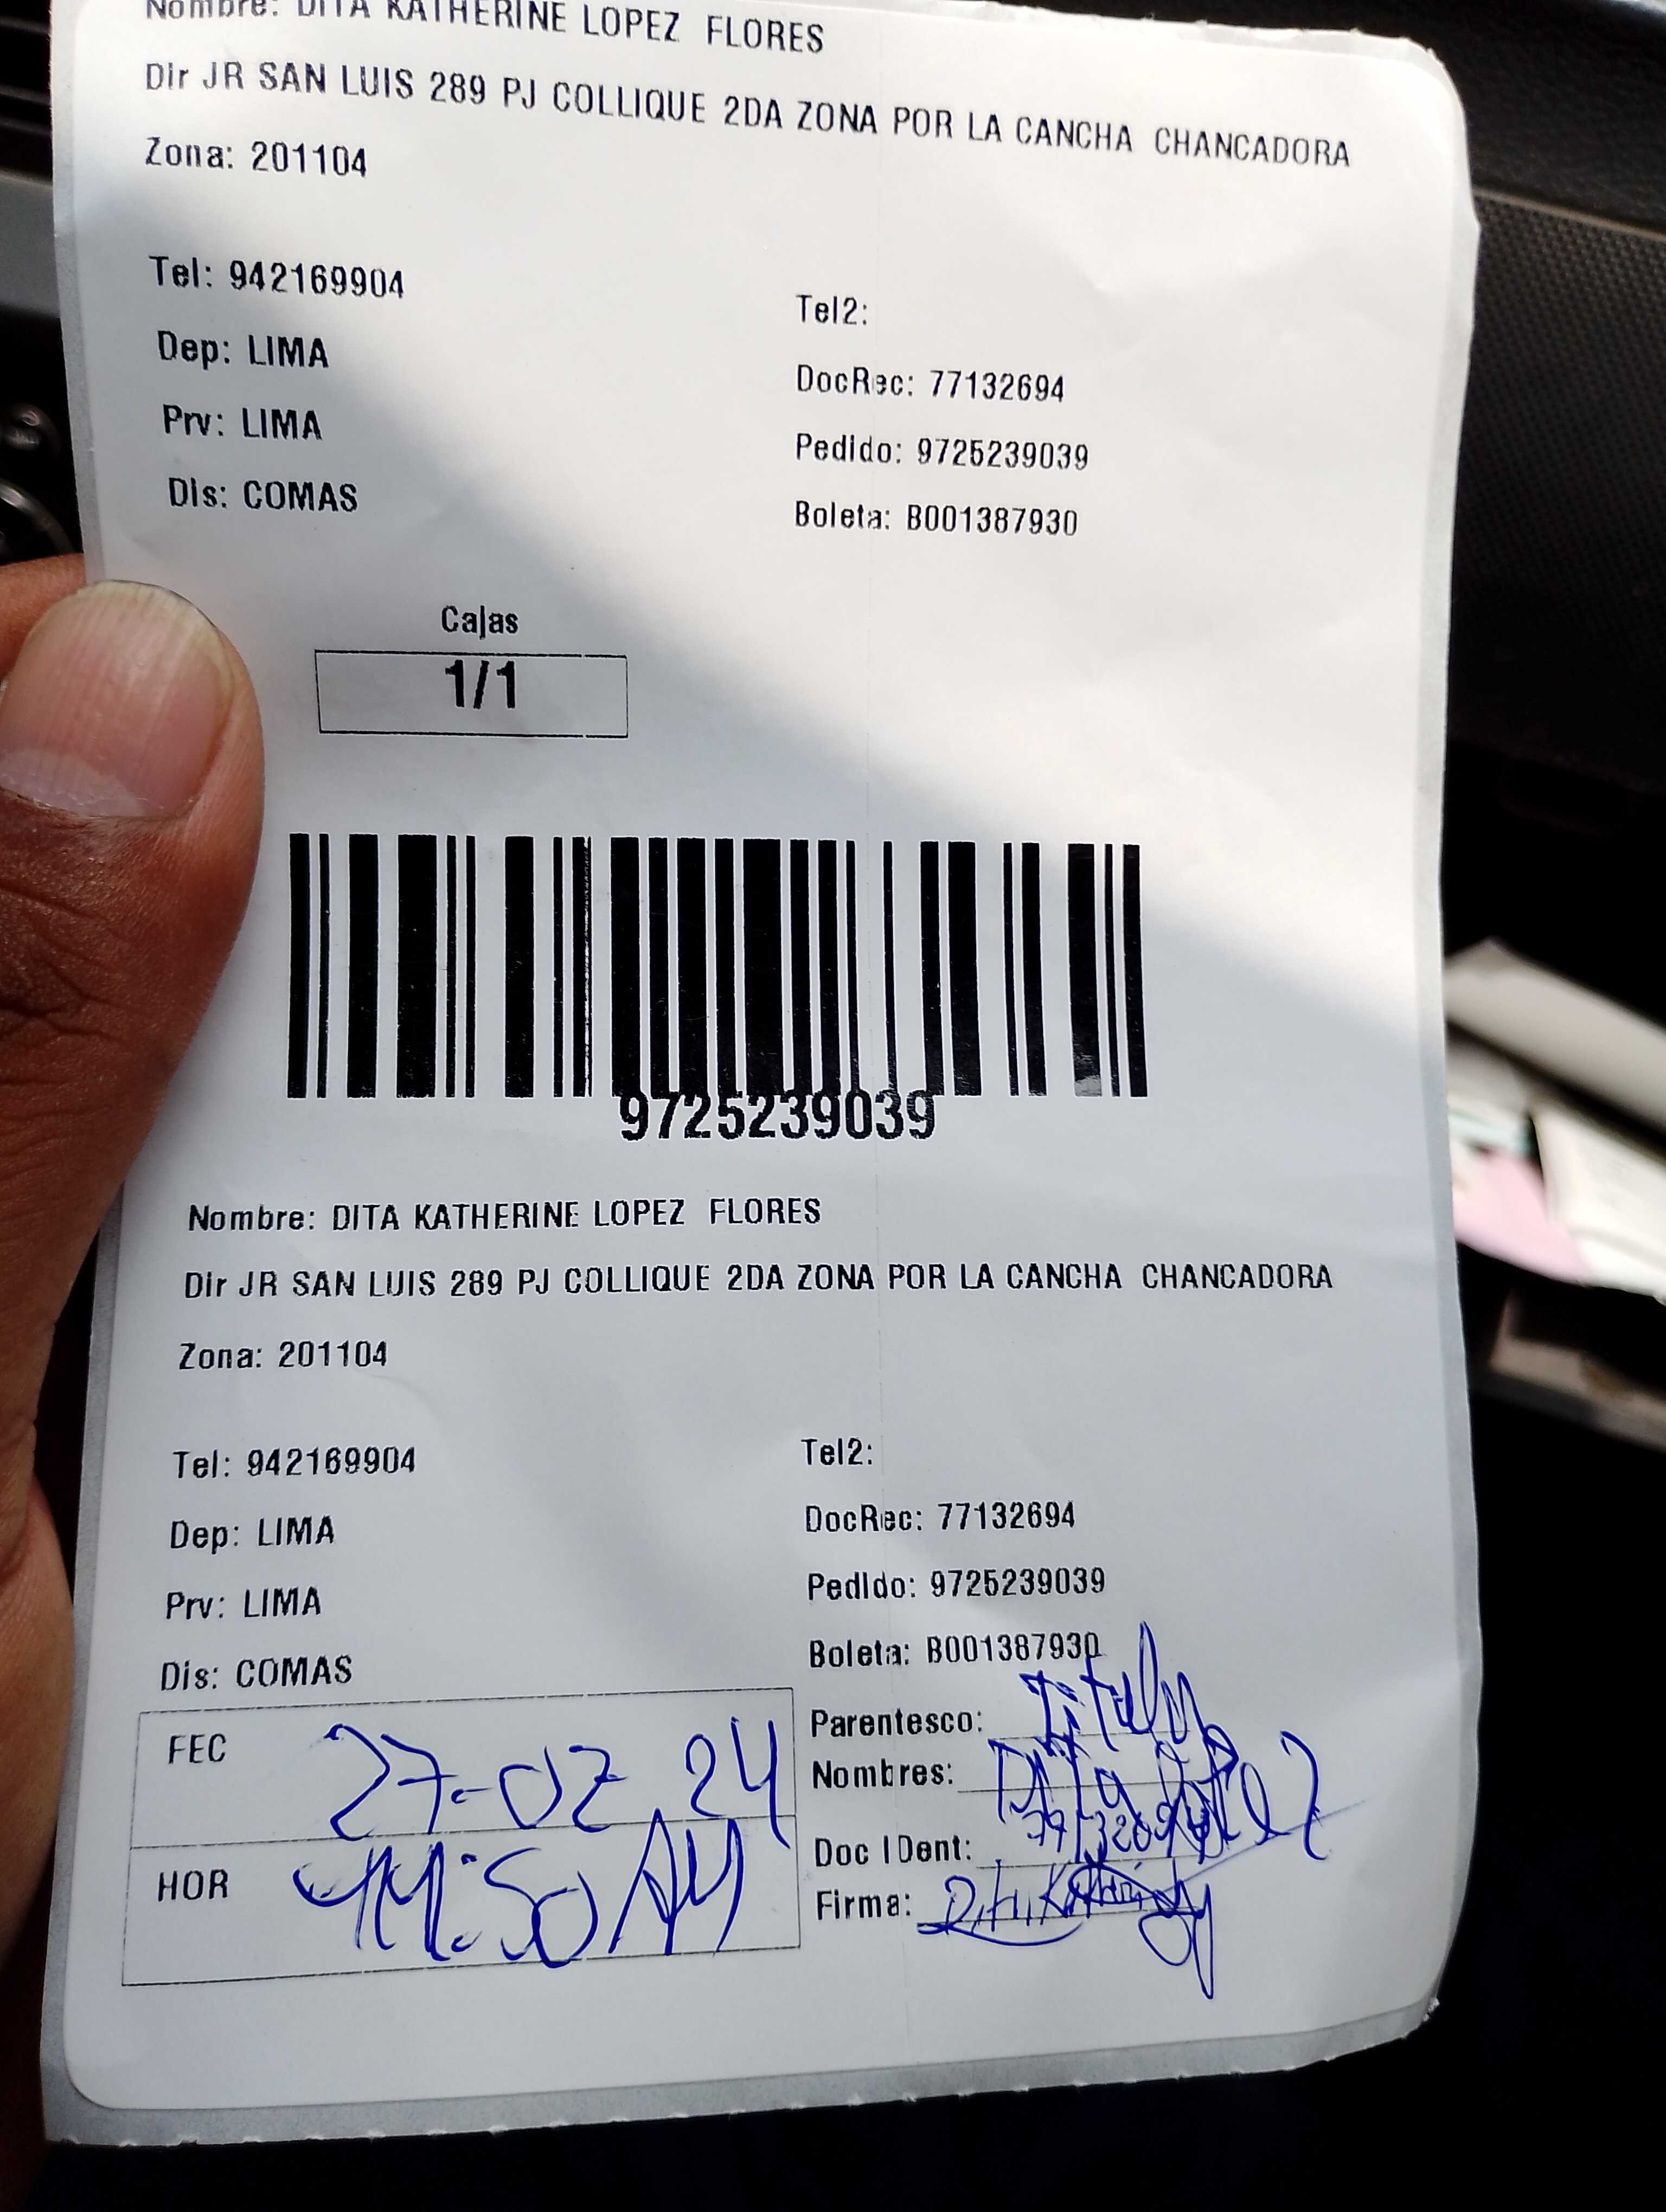 Nombre: DITA KATHERINE LOPEZ FLORES
Dir JR SAN LUIS 289 PJ COLLIQUE 2DA ZONA POR LA CANCHA CHANCADORA
Zona: 201104
Tel: 942169904
Tel2:
Dep: LIMA
DocRec: 77132694
Prv: LIMA
Pedido: 9725239039
Dis: COMAS
Boleta: B001387930
Cajas
1/1
9725239039
Nombre: DITA KATHERINE LOPEZ FLORES
Dir JR SAN LUIS 289 PJ COLLIQUE 2DA ZONA POR LA CANCHA CHANCADORA
Zona: 201104
Tel: 942169904
Tel2:
Dep: LIMA
DocRec: 77132694
Prv: LIMA
Pedido: 9725239039
Dis: COMAS
Boleta: B001387930
FEC 27-02 24
Parentesco:
Nombres: Dita Lopez
HOR 11:50 AM
Doc IDent:
Firma: